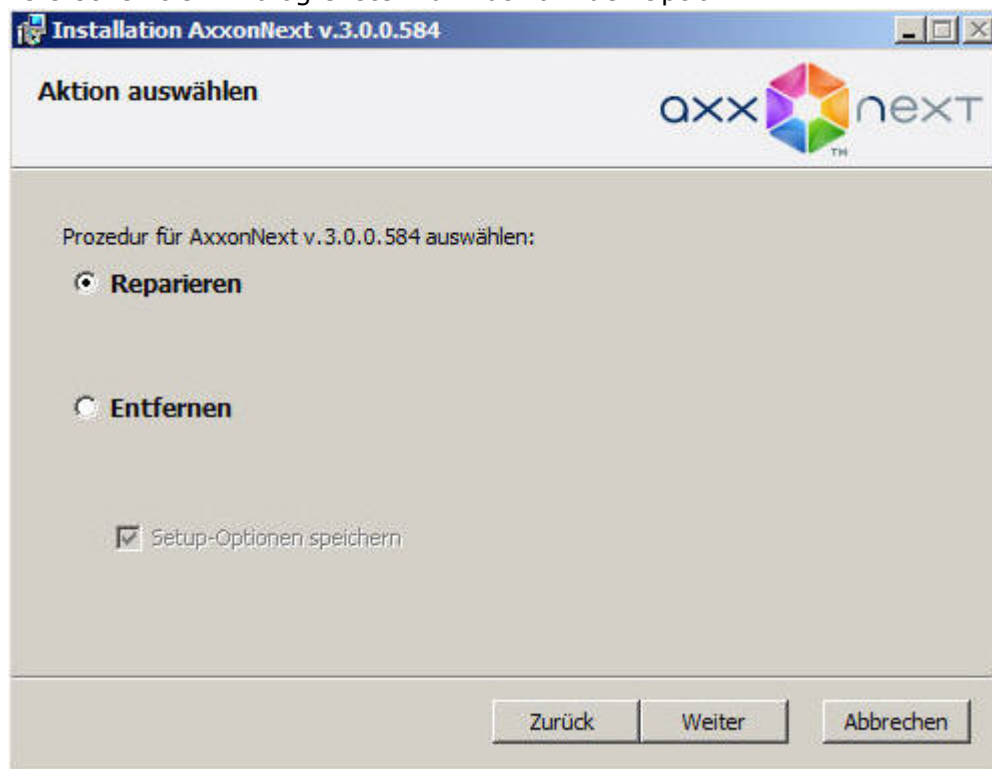 Installation AxxonNext v.3.0.0.584
Aktion auswählen
axx next
TM
Prozedur für AxxonNext v.3.0.0.584 auswählen:
Reparieren
Entfernen
Setup-Optionen speichern
Zurück
Weiter
Abbrechen